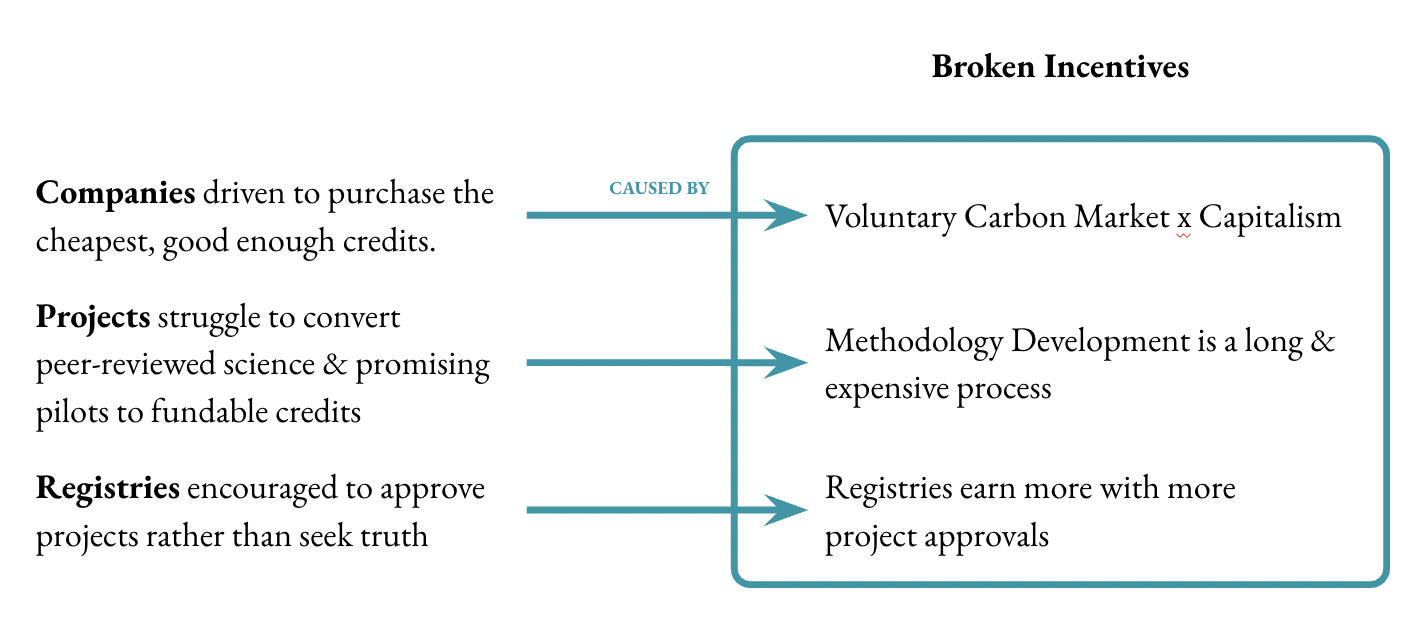 Broken Incentives
Companies driven to purchase the
cheapest, good enough credits.
CAUSED BY
Voluntary Carbon Market x Capitalism
Projects struggle to convert
peer-reviewed science & promising
pilots to fundable credits
Methodology Development is a long &
expensive process
Registries encouraged to approve
projects rather than seek truth
Registries earn more with more
project approvals